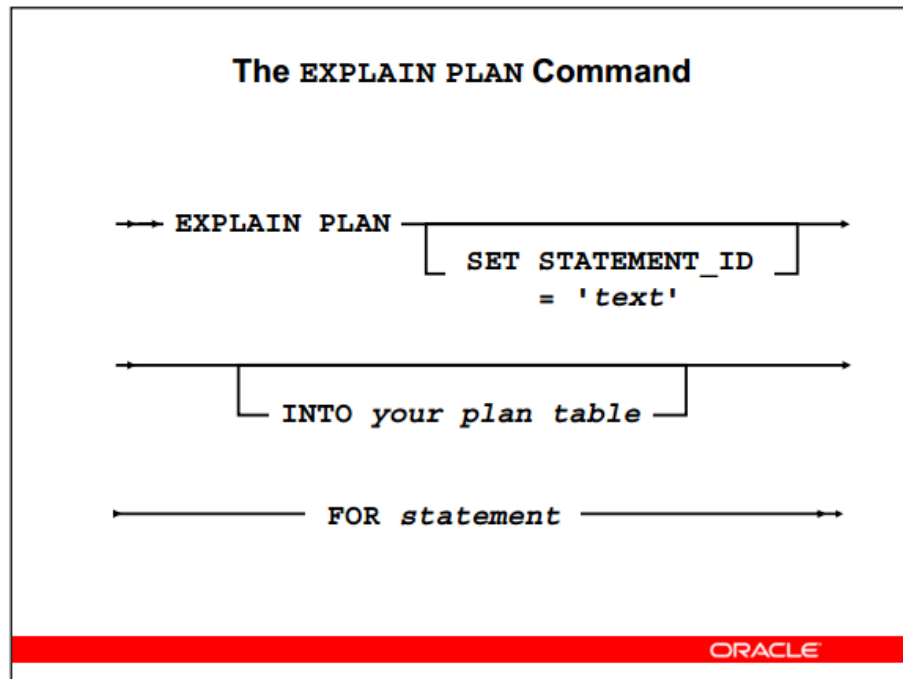 The EXPLAIN PLAN Command
EXPLAIN PLAN
SET STATEMENT_ID
= 'text'
INTO your plan table
FOR statement
ORACLE